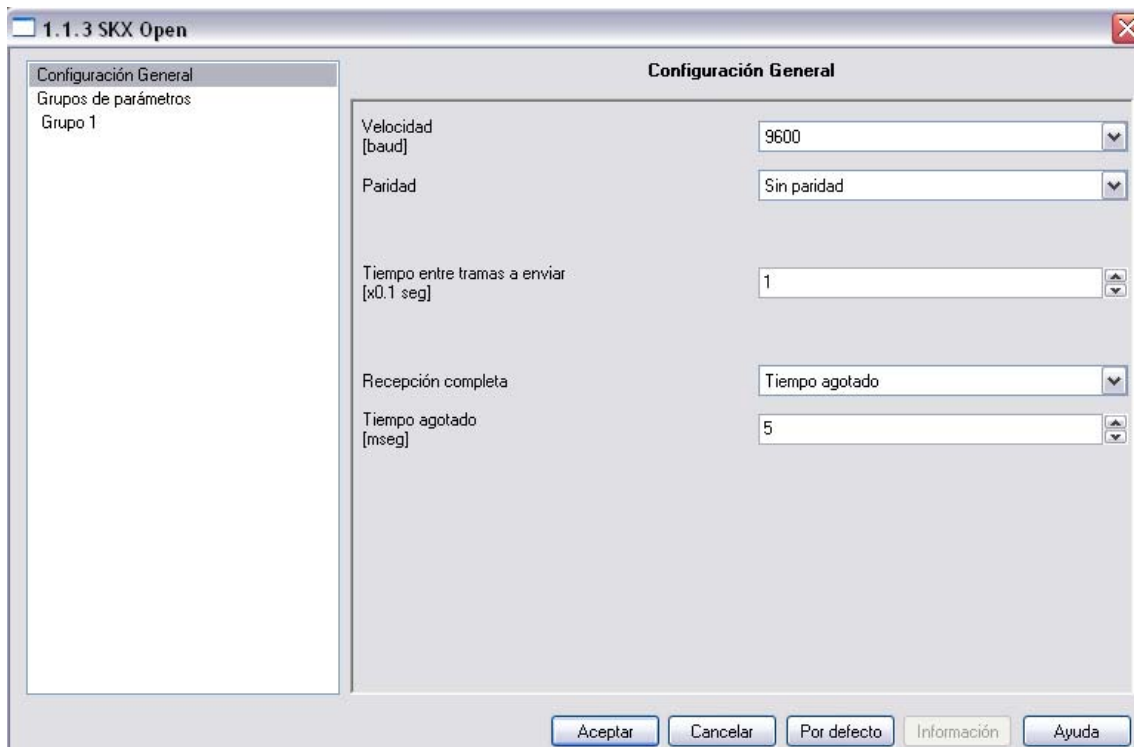 1.1.3 SKX Open
Configuración General
Grupos de parámetros
Grupo 1
Configuración General
Velocidad
[baud]
9600
Paridad
Sin paridad
Tiempo entre tramas a enviar
[x0.1 seg]
1
Recepción completa
Tiempo agotado
Tiempo agotado
[mseg]
5
Aceptar
Cancelar
Por defecto
Información
Ayuda